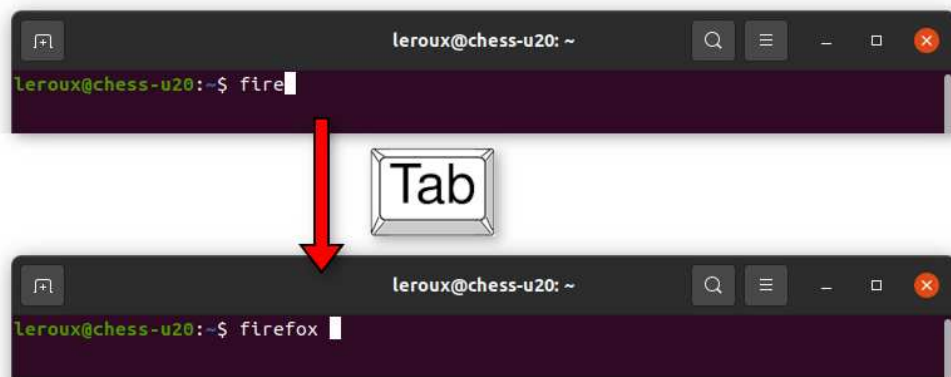 leroux@chess-u20: ~
leroux@chess-u20:~$ fire
Tab
leroux@chess-u20: ~
leroux@chess-u20:~$ firefox